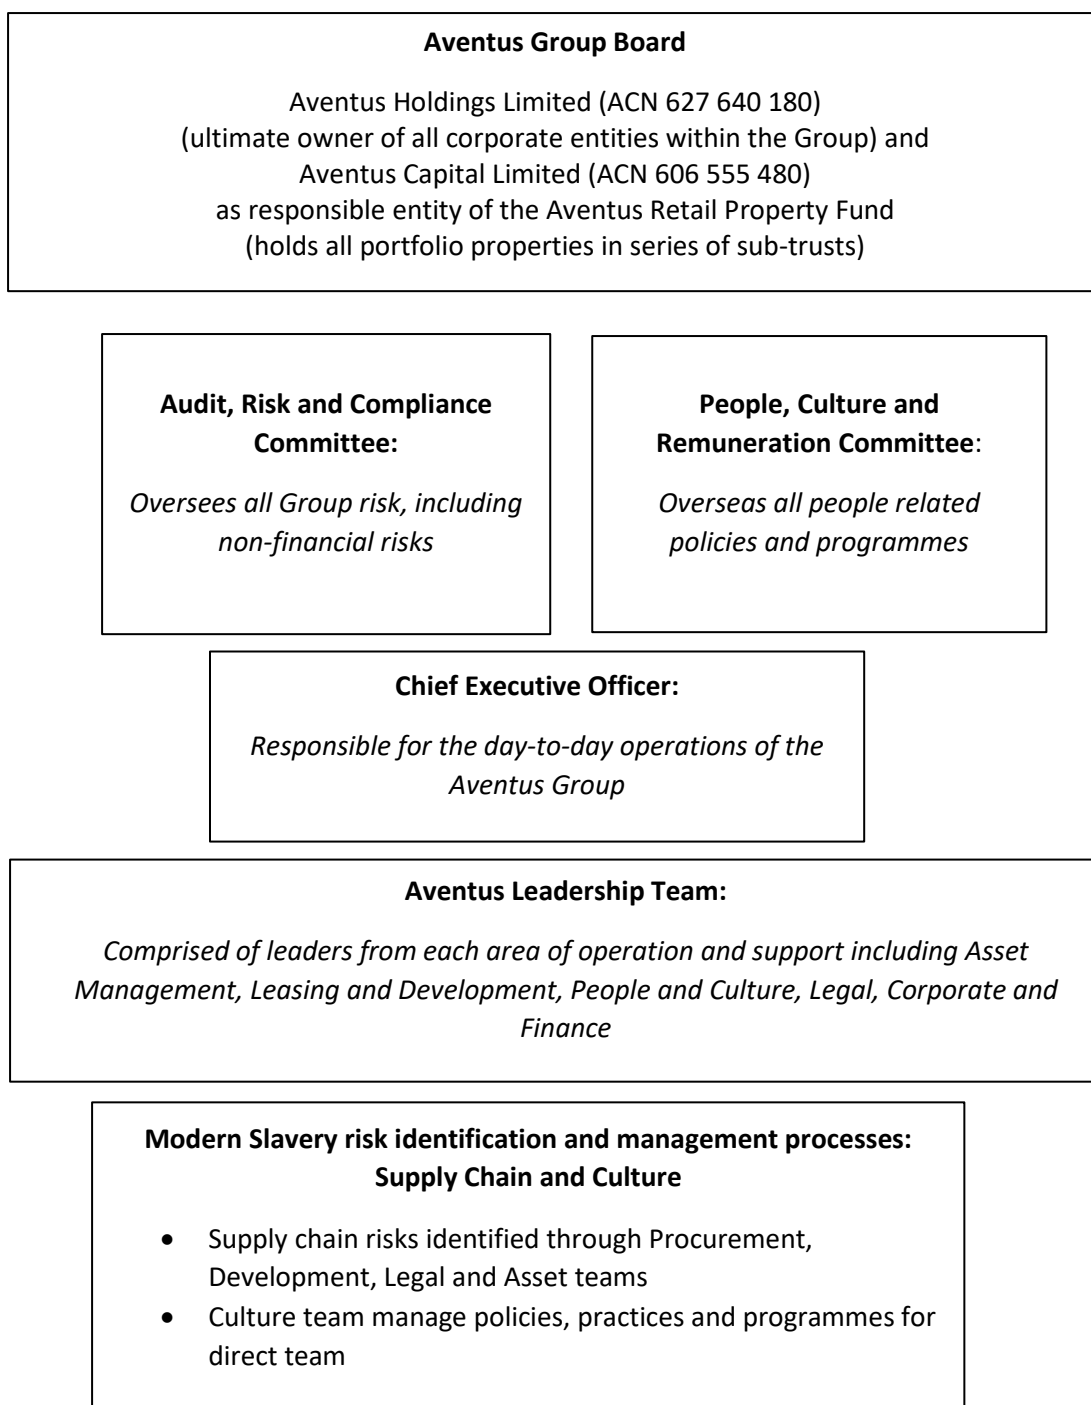 Aventus Group Board
Aventus Holdings Limited (ACN 627 640 180)
(ultimate owner of all corporate entities within the Group) and
Aventus Capital Limited (ACN 606 555 480)
as responsible entity of the Aventus Retail Property Fund
(holds all portfolio properties in series of sub-trusts)
Audit, Risk and Compliance
Committee:
Oversees all Group risk, including
non-financial risks
People, Culture and
Remuneration Committee:
Overseas all people related
policies and programmes
Chief Executive Officer:
Responsible for the day-to-day operations of the
Aventus Group
Aventus Leadership Team:
Comprised of leaders from each area of operation and support including Asset
Management, Leasing and Development, People and Culture, Legal, Corporate and
Finance
Modern Slavery risk identification and management processes:
Supply Chain and Culture
• Supply chain risks identified through Procurement,
Development, Legal and Asset teams
• Culture team manage policies, practices and programmes for
direct team